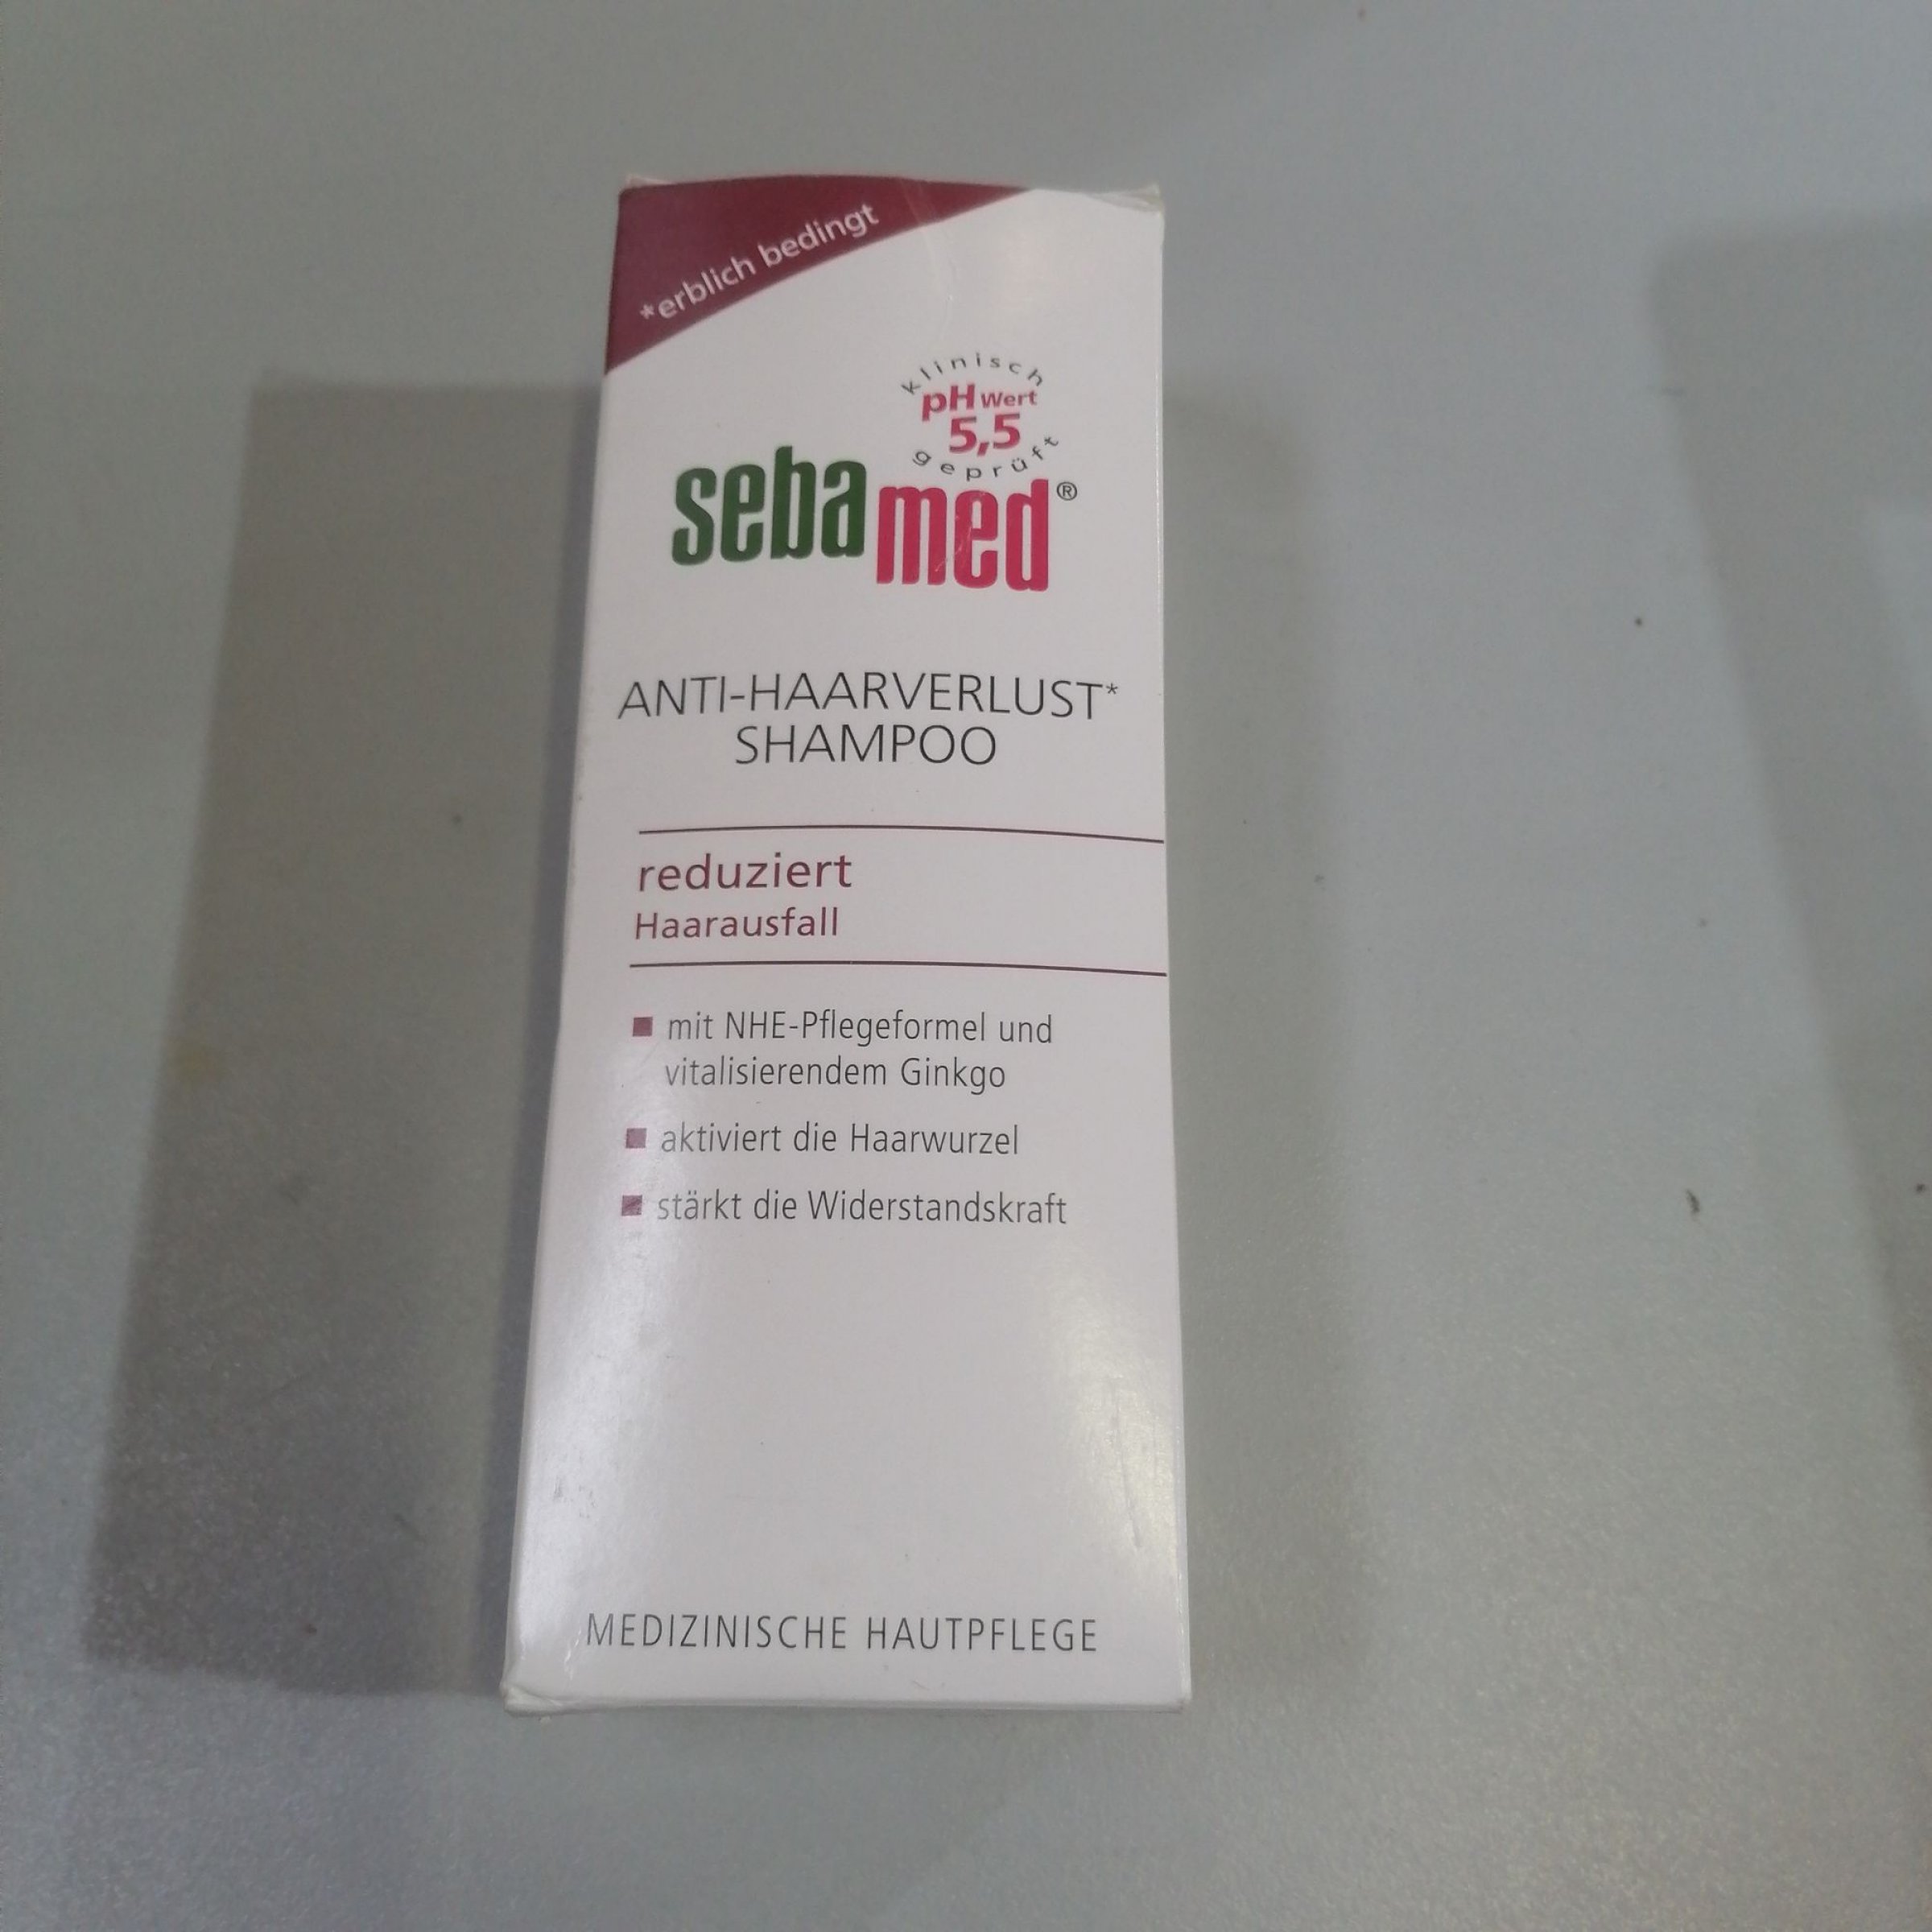 *erblich bedingt
klinisch
pH Wert
5,5
geprüft
sebamed®
ANTI-HAARVERLUST*
SHAMPOO
reduziert
Haarausfall
mit NHE-Pflegeformel und
vitalisierendem Ginkgo
aktiviert die Haarwurzel
stärkt die Widerstandskraft
MEDIZINISCHE HAUTPFLEGE